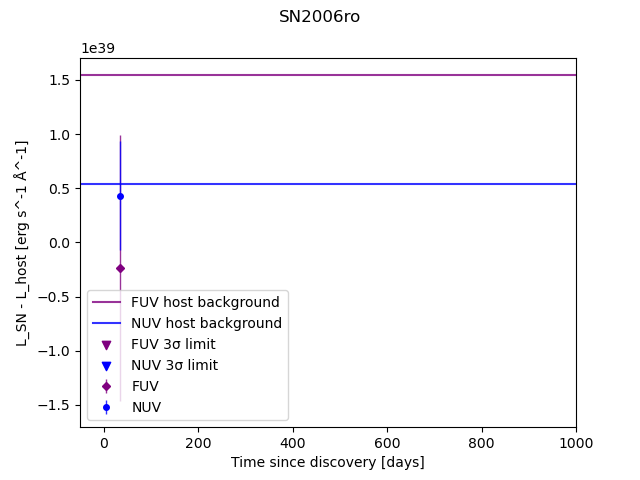 SN2006ro
1e39
1.5
1.0
0.5
0.0
−0.5
−1.0
−1.5
L_SN - L_host [erg s^-1 Å^-1]
FUV host background
NUV host background
FUV 3σ limit
NUV 3σ limit
FUV
NUV
0 200 400 600 800 1000
Time since discovery [days]